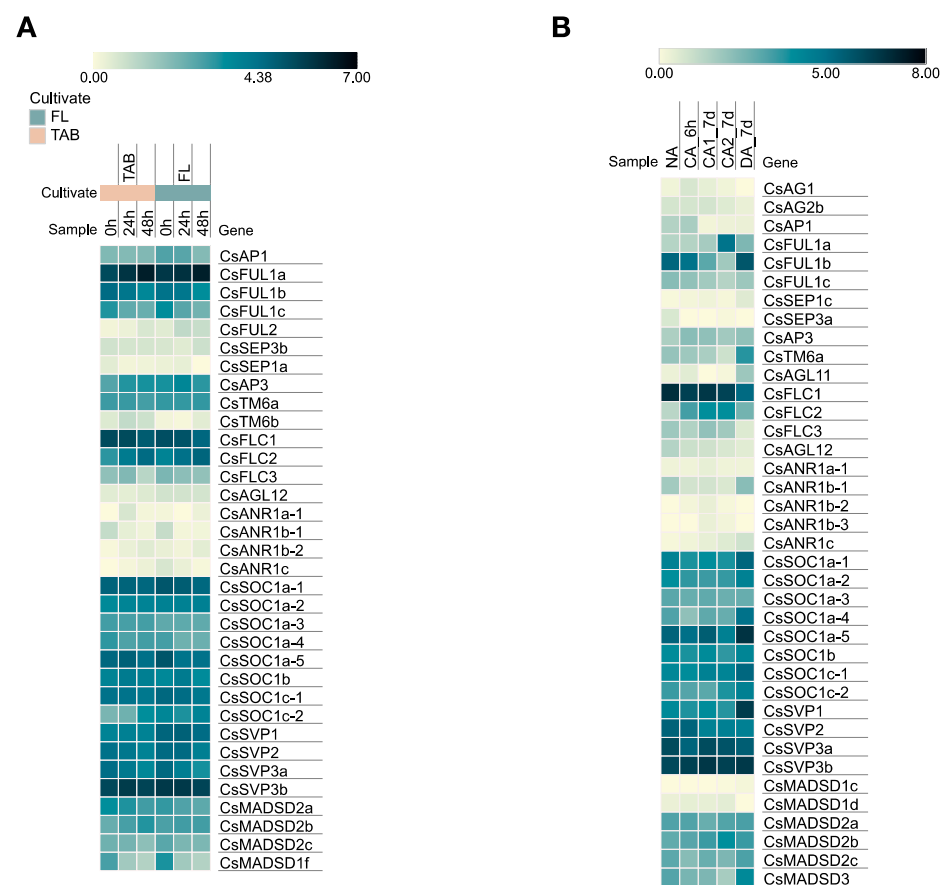 A
0.00 4.38 7.00
Cultivate
FL
TAB
TAB FL
Cultivate
Sample 0h 24h 48h 0h 24h 48h Gene
CsAP1
CsFUL1a
CsFUL1b
CsFUL1c
CsFUL2
CsSEP3b
CsSEP1a
CsAP3
CsTM6a
CsTM6b
CsFLC1
CsFLC2
CsFLC3
CsAGL12
CsANR1a-1
CsANR1b-1
CsANR1b-2
CsANR1c
CsSOC1a-1
CsSOC1a-2
CsSOC1a-3
CsSOC1a-4
CsSOC1a-5
CsSOC1b
CsSOC1c-1
CsSOC1c-2
CsSVP1
CsSVP2
CsSVP3a
CsSVP3b
CsMADSD2a
CsMADSD2b
CsMADSD2c
CsMADSD1f
B
0.00 5.00 8.00
Sample NA CA_6h CA1_7d CA2_7d DA_7d Gene
CsAG1
CsAG2b
CsAP1
CsFUL1a
CsFUL1b
CsFUL1c
CsSEP1c
CsSEP3a
CsAP3
CsTM6a
CsAGL11
CsFLC1
CsFLC2
CsFLC3
CsAGL12
CsANR1a-1
CsANR1b-1
CsANR1b-2
CsANR1b-3
CsANR1c
CsSOC1a-1
CsSOC1a-2
CsSOC1a-3
CsSOC1a-4
CsSOC1a-5
CsSOC1b
CsSOC1c-1
CsSOC1c-2
CsSVP1
CsSVP2
CsSVP3a
CsSVP3b
CsMADSD1c
CsMADSD1d
CsMADSD2a
CsMADSD2b
CsMADSD2c
CsMADSD3